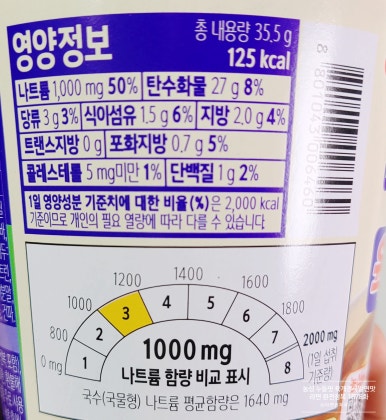 영양정보
총 내용량 35.5 g
125 kcal
나트륨 1,000 mg 50% 탄수화물 27 g 8%
당류 3 g 3% 식이섬유 1.5 g 6% 지방 2.0 g 4%
트랜스지방 0 g 포화지방 0.7 g 5%
콜레스테롤 5 mg미만 1% 단백질 1 g 2%
1일 영양성분 기준치에 대한 비율(%)은 2,000 kcal
기준이므로 개인의 필요 열량에 따라 다를 수 있습니다
0 mg 800 1000 1200 1400 1600 1800 2000 mg
(1일 섭취
기준량)
1 2 3 4 5 6 7 8
1000 mg
나트륨 함량 비교 표시
국수(국물형) 나트륨 평균함량은 1640 mg